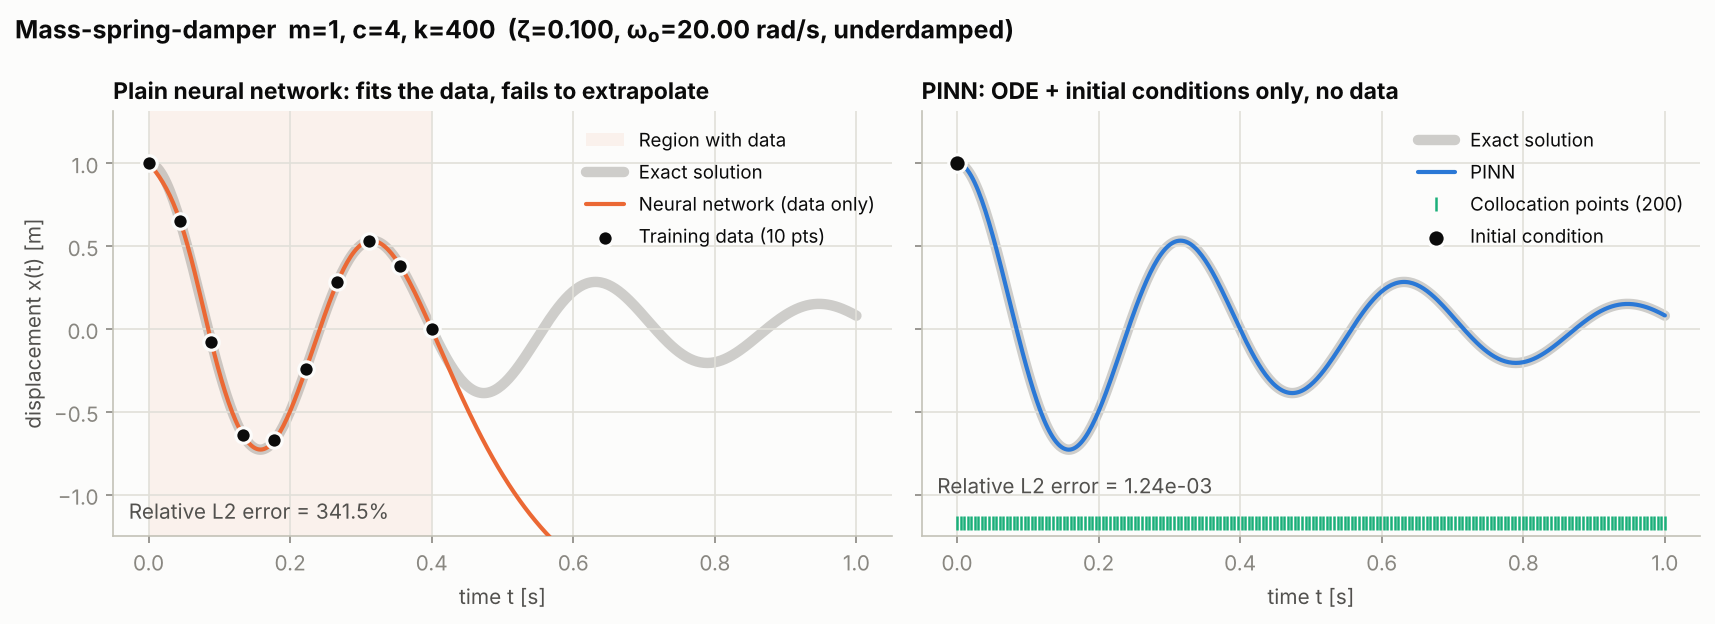 Mass-spring-damper  m=1, c=4, k=400  (ζ=0.100, ω₀=20.00 rad/s, underdamped)
Plain neural network: fits the data, fails to extrapolate
Region with data
Exact solution
Neural network (data only)
Training data (10 pts)
displacement x(t) [m]
1.0
0.5
0.0
−0.5
−1.0
Relative L2 error = 341.5%
0.0 0.2 0.4 0.6 0.8 1.0
time t [s]
PINN: ODE + initial conditions only, no data
Exact solution
PINN
Collocation points (200)
Initial condition
Relative L2 error = 1.24e-03
0.0 0.2 0.4 0.6 0.8 1.0
time t [s]